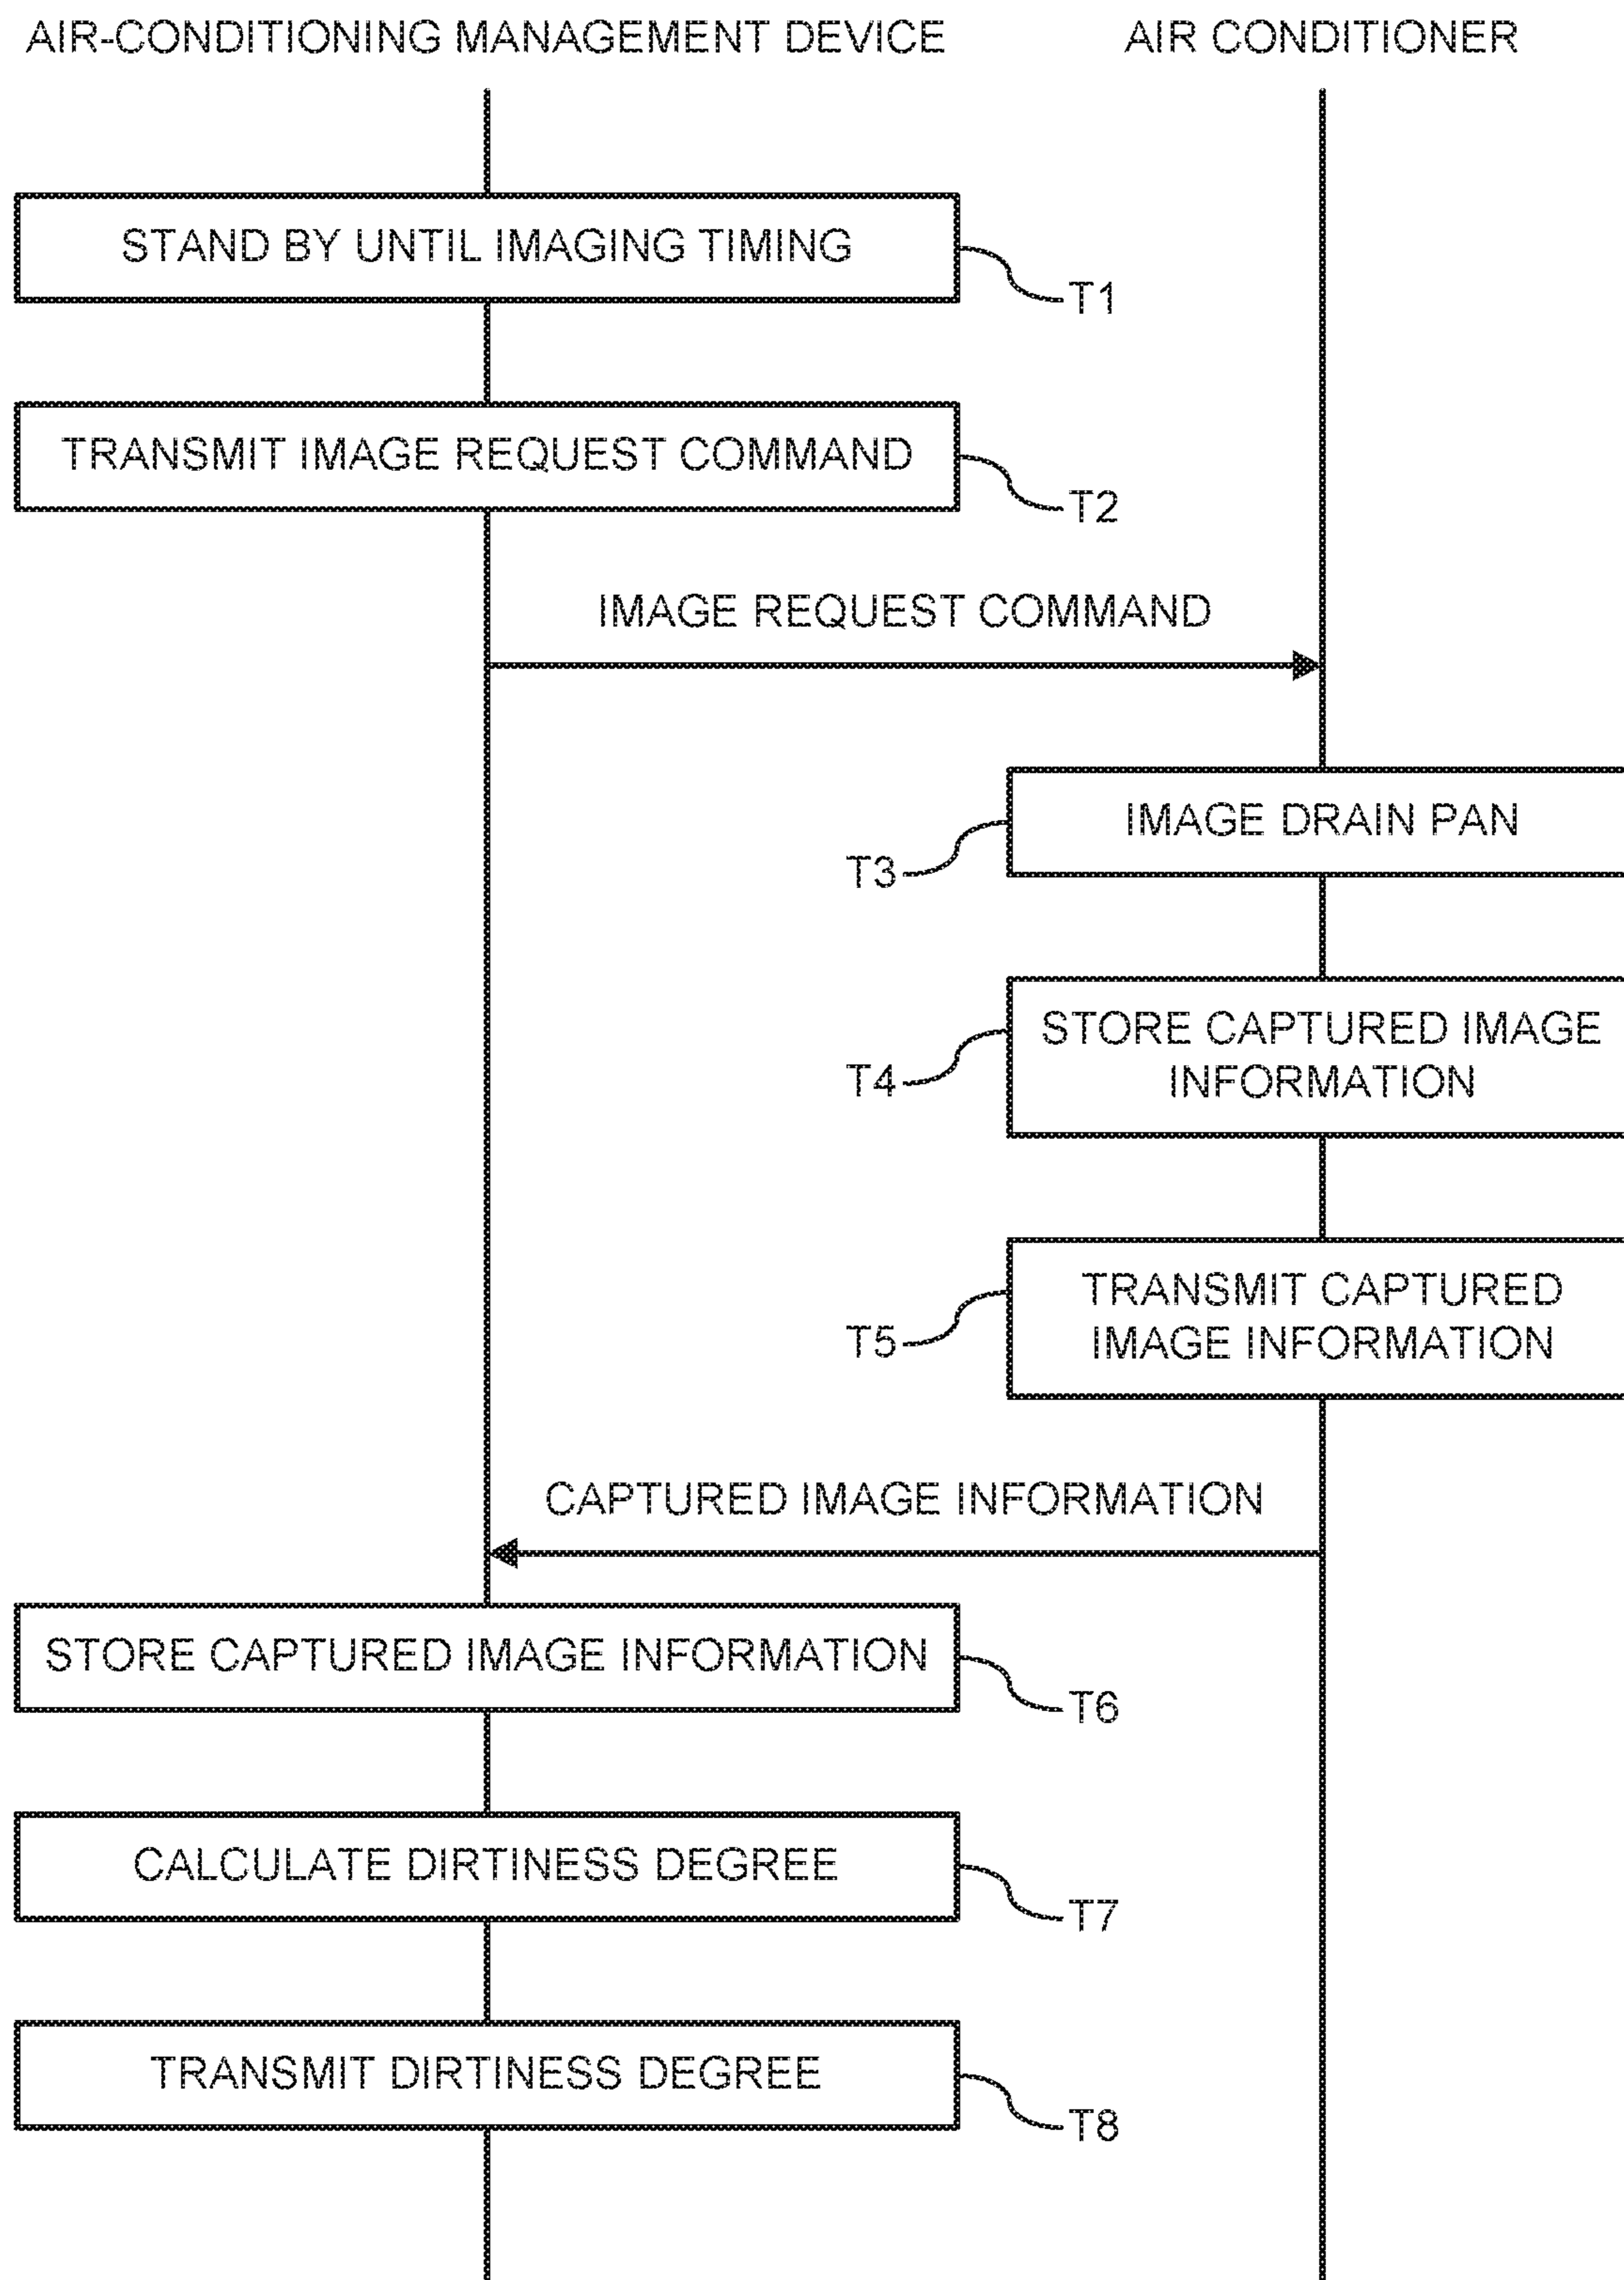 AIR-CONDITIONING MANAGEMENT DEVICE
AIR CONDITIONER
STAND BY UNTIL IMAGING TIMING
T1
TRANSMIT IMAGE REQUEST COMMAND
T2
IMAGE REQUEST COMMAND
IMAGE DRAIN PAN
T3
STORE CAPTURED IMAGE
INFORMATION
T4
TRANSMIT CAPTURED
IMAGE INFORMATION
T5
CAPTURED IMAGE INFORMATION
STORE CAPTURED IMAGE INFORMATION
T6
CALCULATE DIRTINESS DEGREE
T7
TRANSMIT DIRTINESS DEGREE
T8